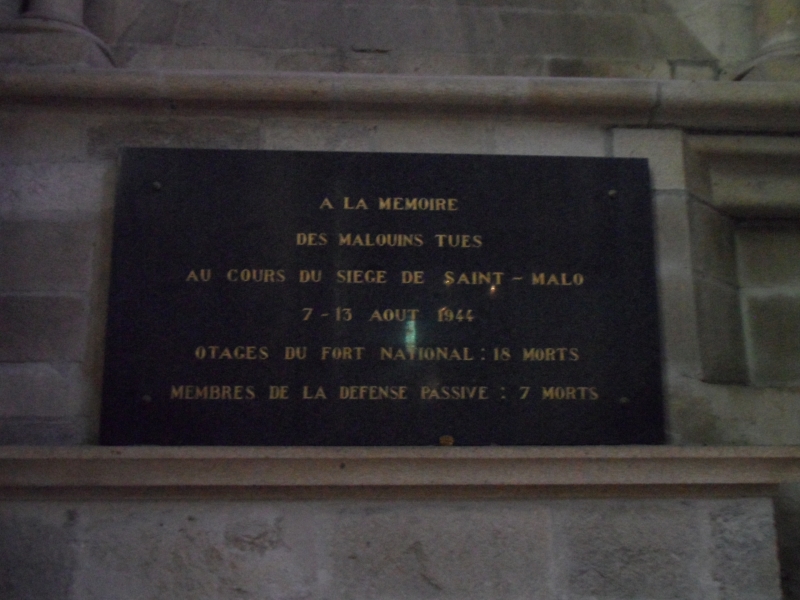 A LA MEMOIRE
DES MALOUINS TUES
AU COURS DU SIEGE DE SAINT-MALO
7-13 AOUT 1944
OTAGES DU FORT NATIONAL : 18 MORTS
MEMBRES DE LA DEFENSE PASSIVE : 7 MORTS